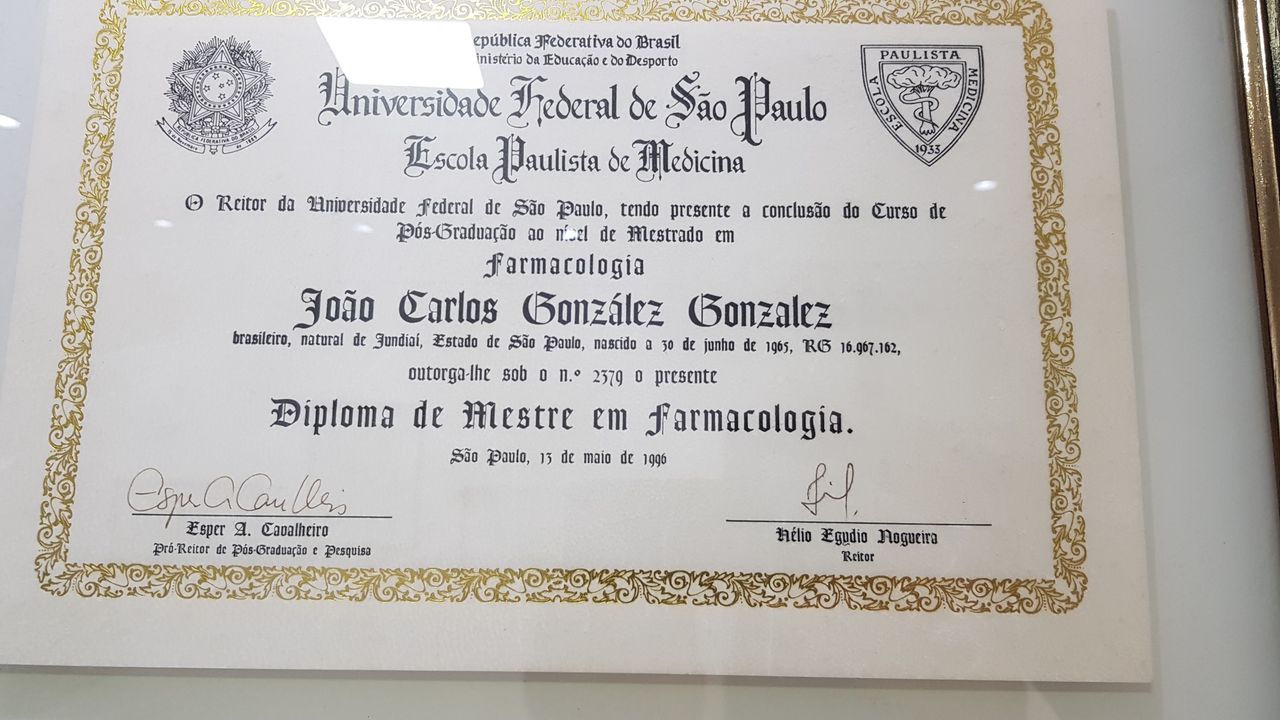 epública Federativa do Brasil
inistério da Educação e do Desporto
Universidade Federal de São Paulo
Escola Paulista de Medicina
ESCOLA PAULISTA MEDICINA
1933
O Reitor da Universidade Federal de São Paulo, tendo presente a conclusão do Curso de
Pós-Graduação ao nível de Mestrado em
Farmacologia
João Carlos González Gonzalez
brasileiro, natural de Jundiaí, Estado de São Paulo, nascido a 30 de junho de 1965, RG 16.967.162,
outorga-lhe sob o n.º 2379 o presente
Diploma de Mestre em Farmacologia.
São Paulo, 13 de maio de 1996
Esper A. Cavalheiro
Pró-Reitor de Pós-Graduação e Pesquisa
Hélio Egydio Nogueira
Reitor